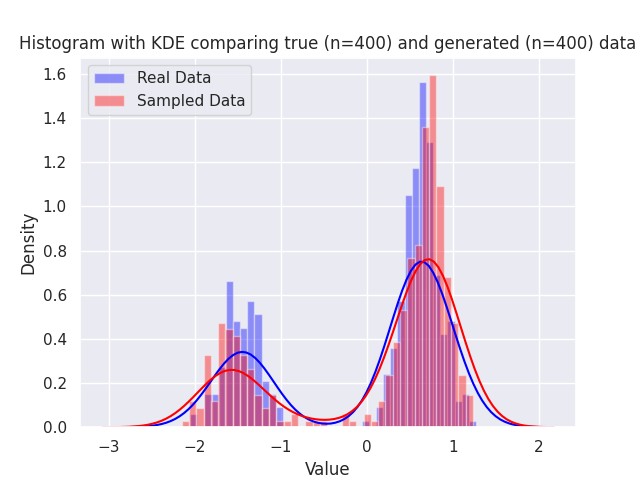 Histogram with KDE comparing true (n=400) and generated (n=400) data
Real Data
Sampled Data
Density
1.6
1.4
1.2
1.0
0.8
0.6
0.4
0.2
0.0
−3 −2 −1 0 1 2
Value